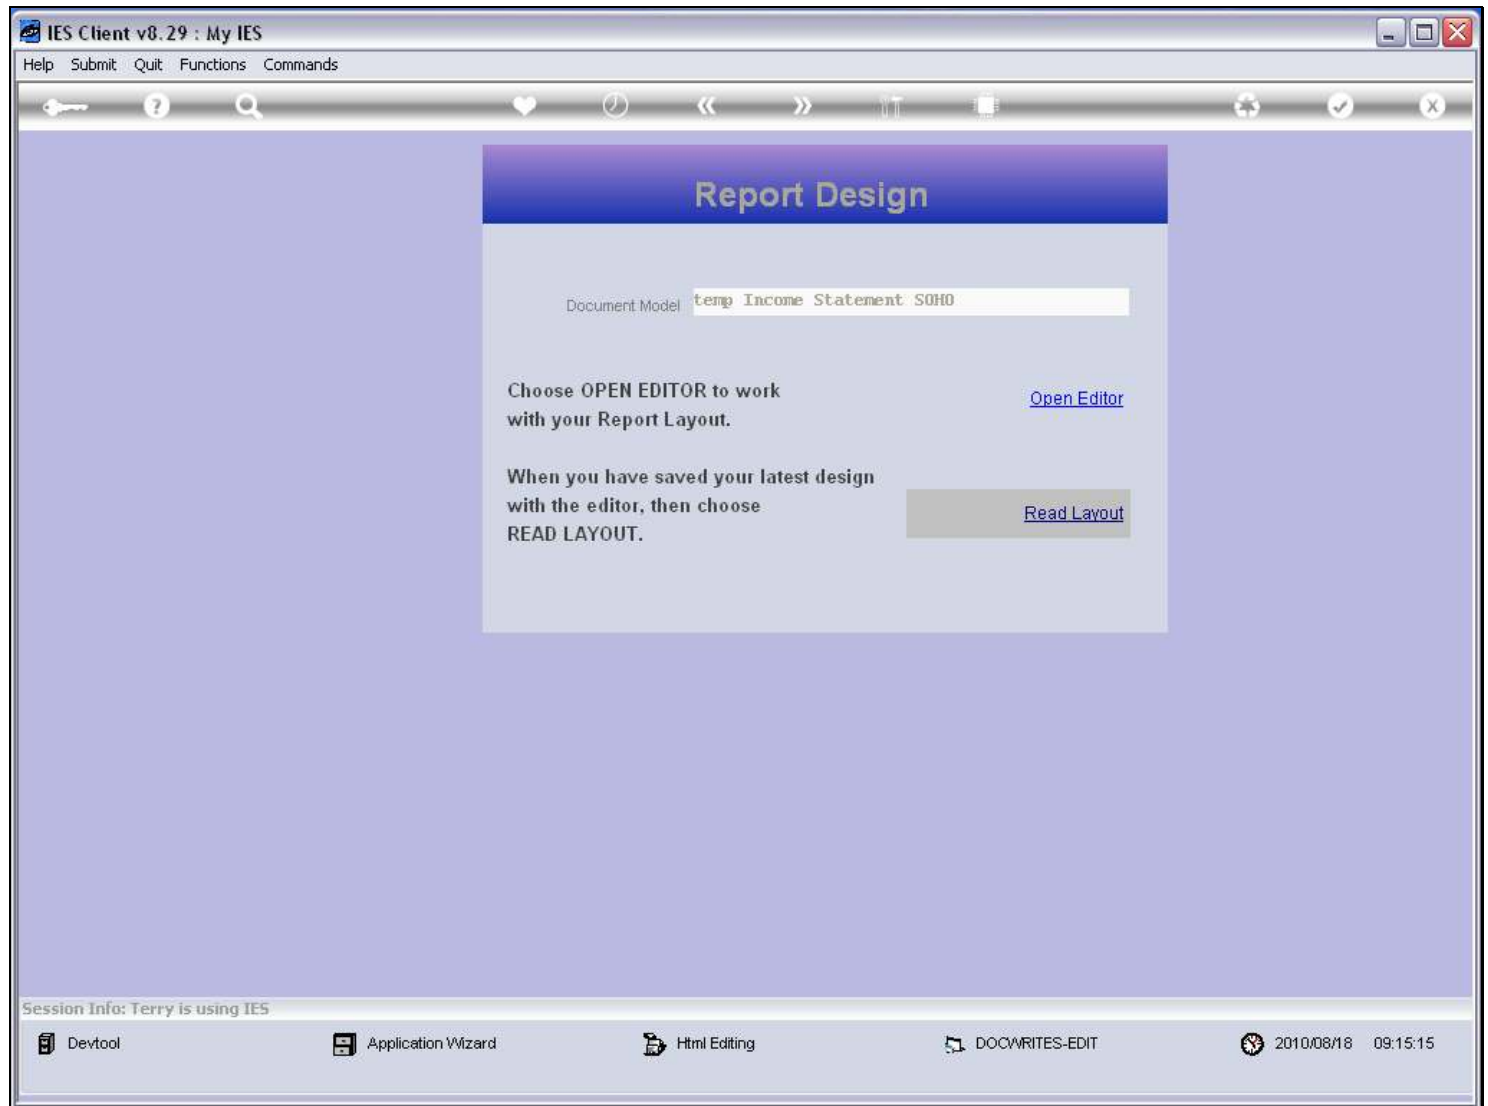 IES Client v8.29 : My IES
Help Submit Quit Functions Commands
Report Design
Document Model temp Income Statement SOHO
Choose OPEN EDITOR to work
with your Report Layout.
Open Editor
When you have saved your latest design
with the editor, then choose
READ LAYOUT.
Read Layout
Session Info: Terry is using IES
Devtool Application Wizard Html Editing DOCWRITES-EDIT 2010/08/18 09:15:15